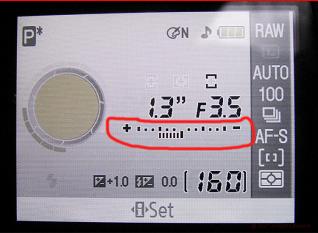 P*
RAW
AUTO
100
1.3" F3.5
+ -
AF-S
+1.0 0.0 [160]
Set